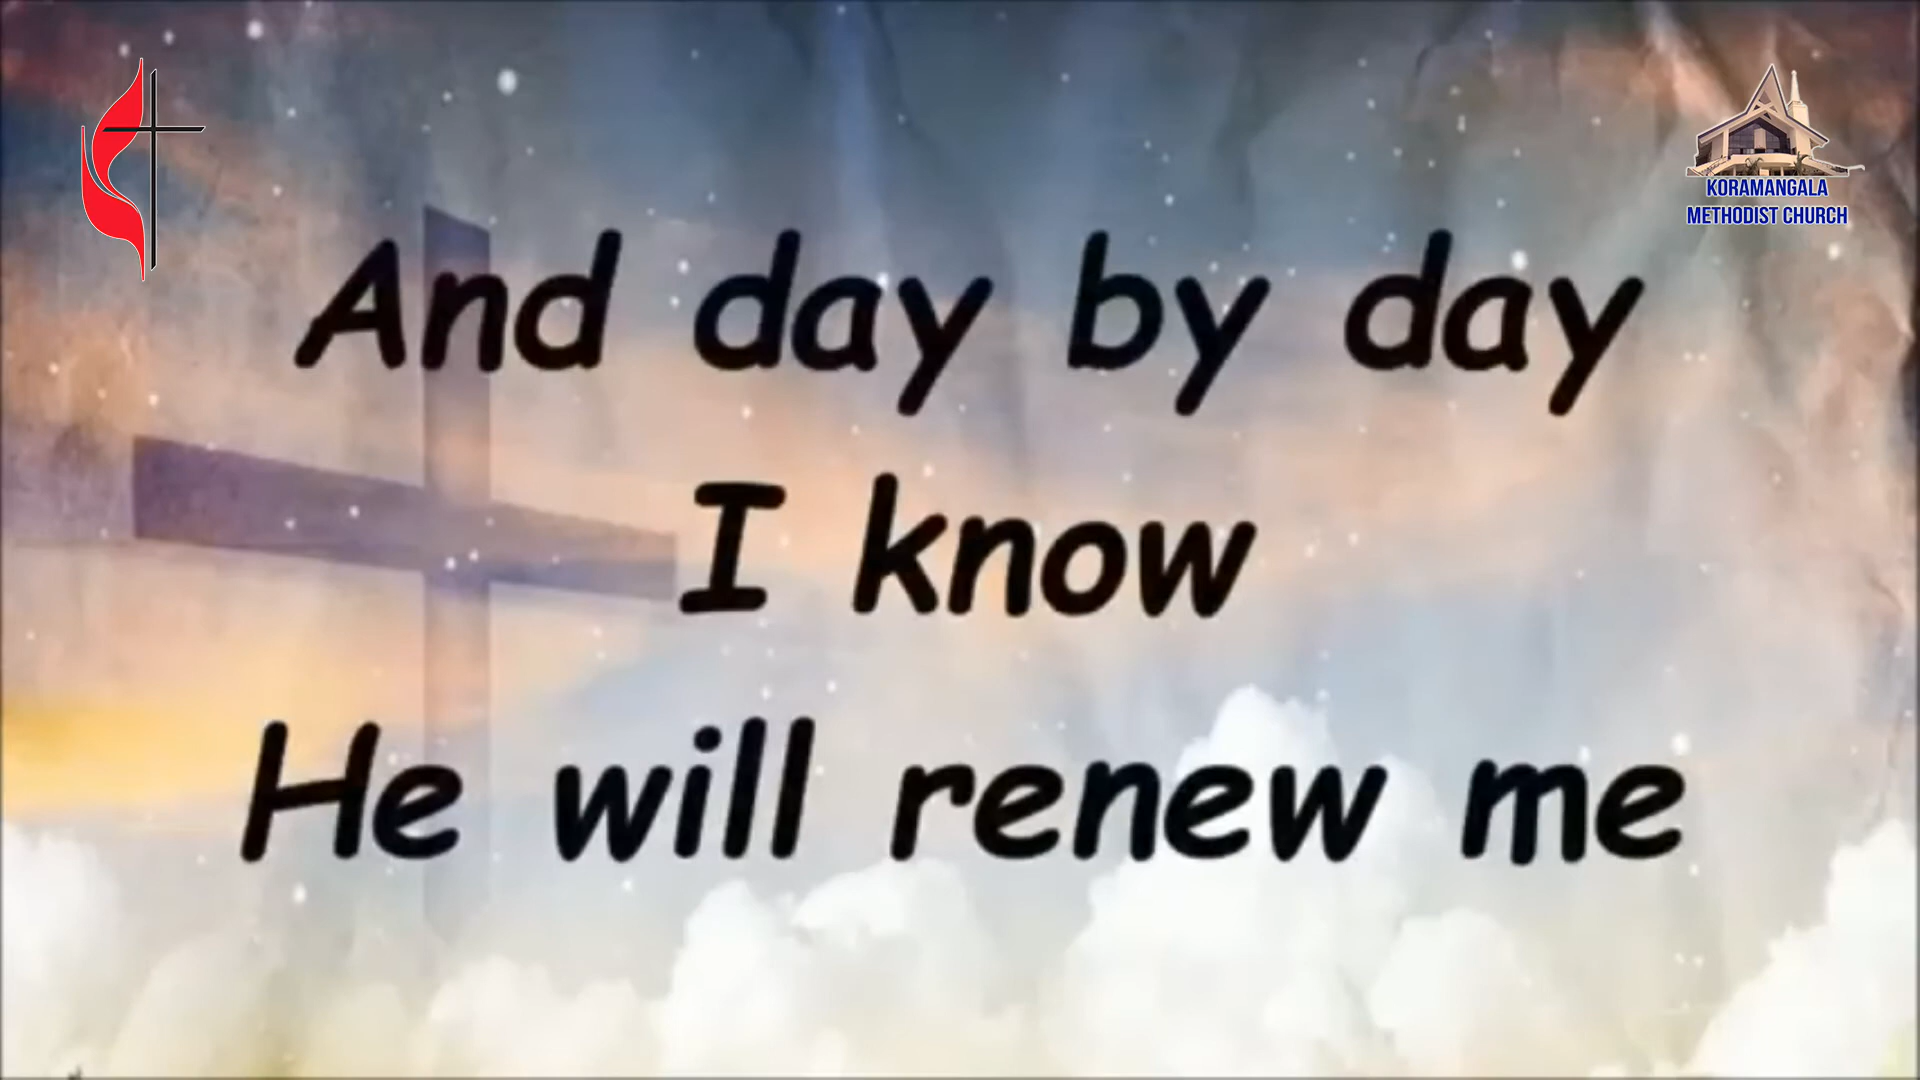 KORAMANGALA
METHODIST CHURCH
And day by day
I know
He will renew me